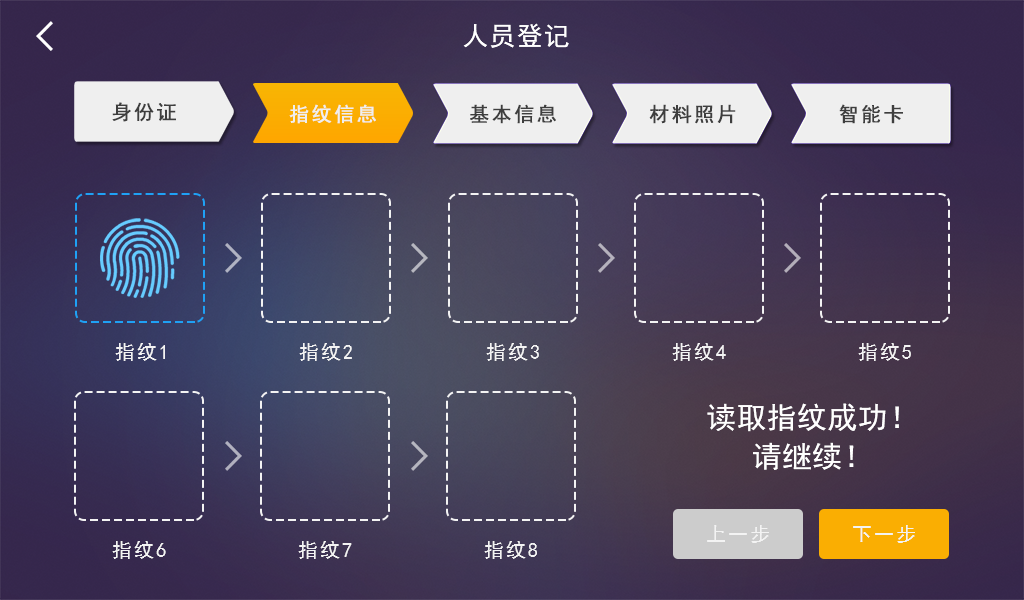 人员登记
身份证
指纹信息
基本信息
材料照片
智能卡
指纹1
指纹2
指纹3
指纹4
指纹5
读取指纹成功！
请继续！
指纹6
指纹7
指纹8
上一步
下一步